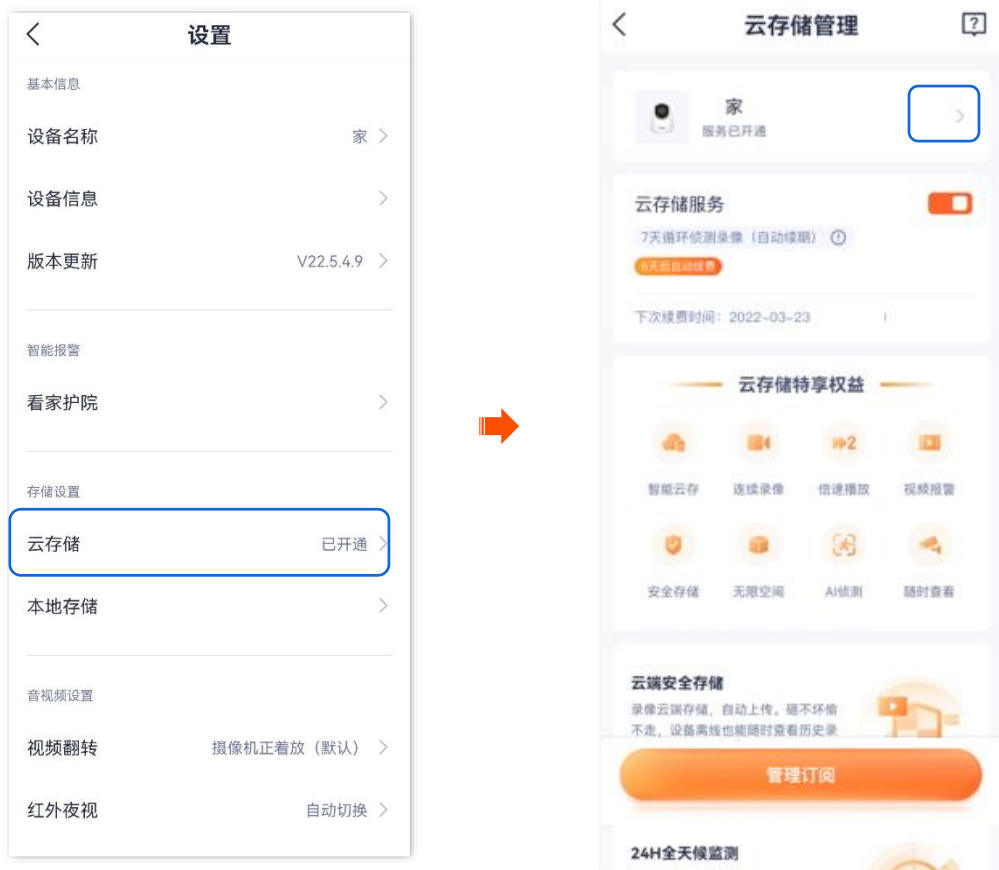 设置
基本信息
设备名称 家
设备信息
版本更新 V22.5.4.9
智能报警
看家护院
存储设置
云存储 已开通
本地存储
音视频设置
视频翻转 摄像机正着放（默认）
红外夜视 自动切换
云存储管理
家
服务已开通
云存储服务
7天循环侦测录像（自动续期）
6天后自动续费
下次续费时间：2022-03-23
云存储特享权益
2
智能云存 连续录像 倍速播放 视频报警
安全存储 无限空间 AI侦测 随时查看
云端安全存储
录像云端存储，自动上传。砸不坏偷
不走，设备离线也能随时查看历史录
管理订阅
24H全天候监测